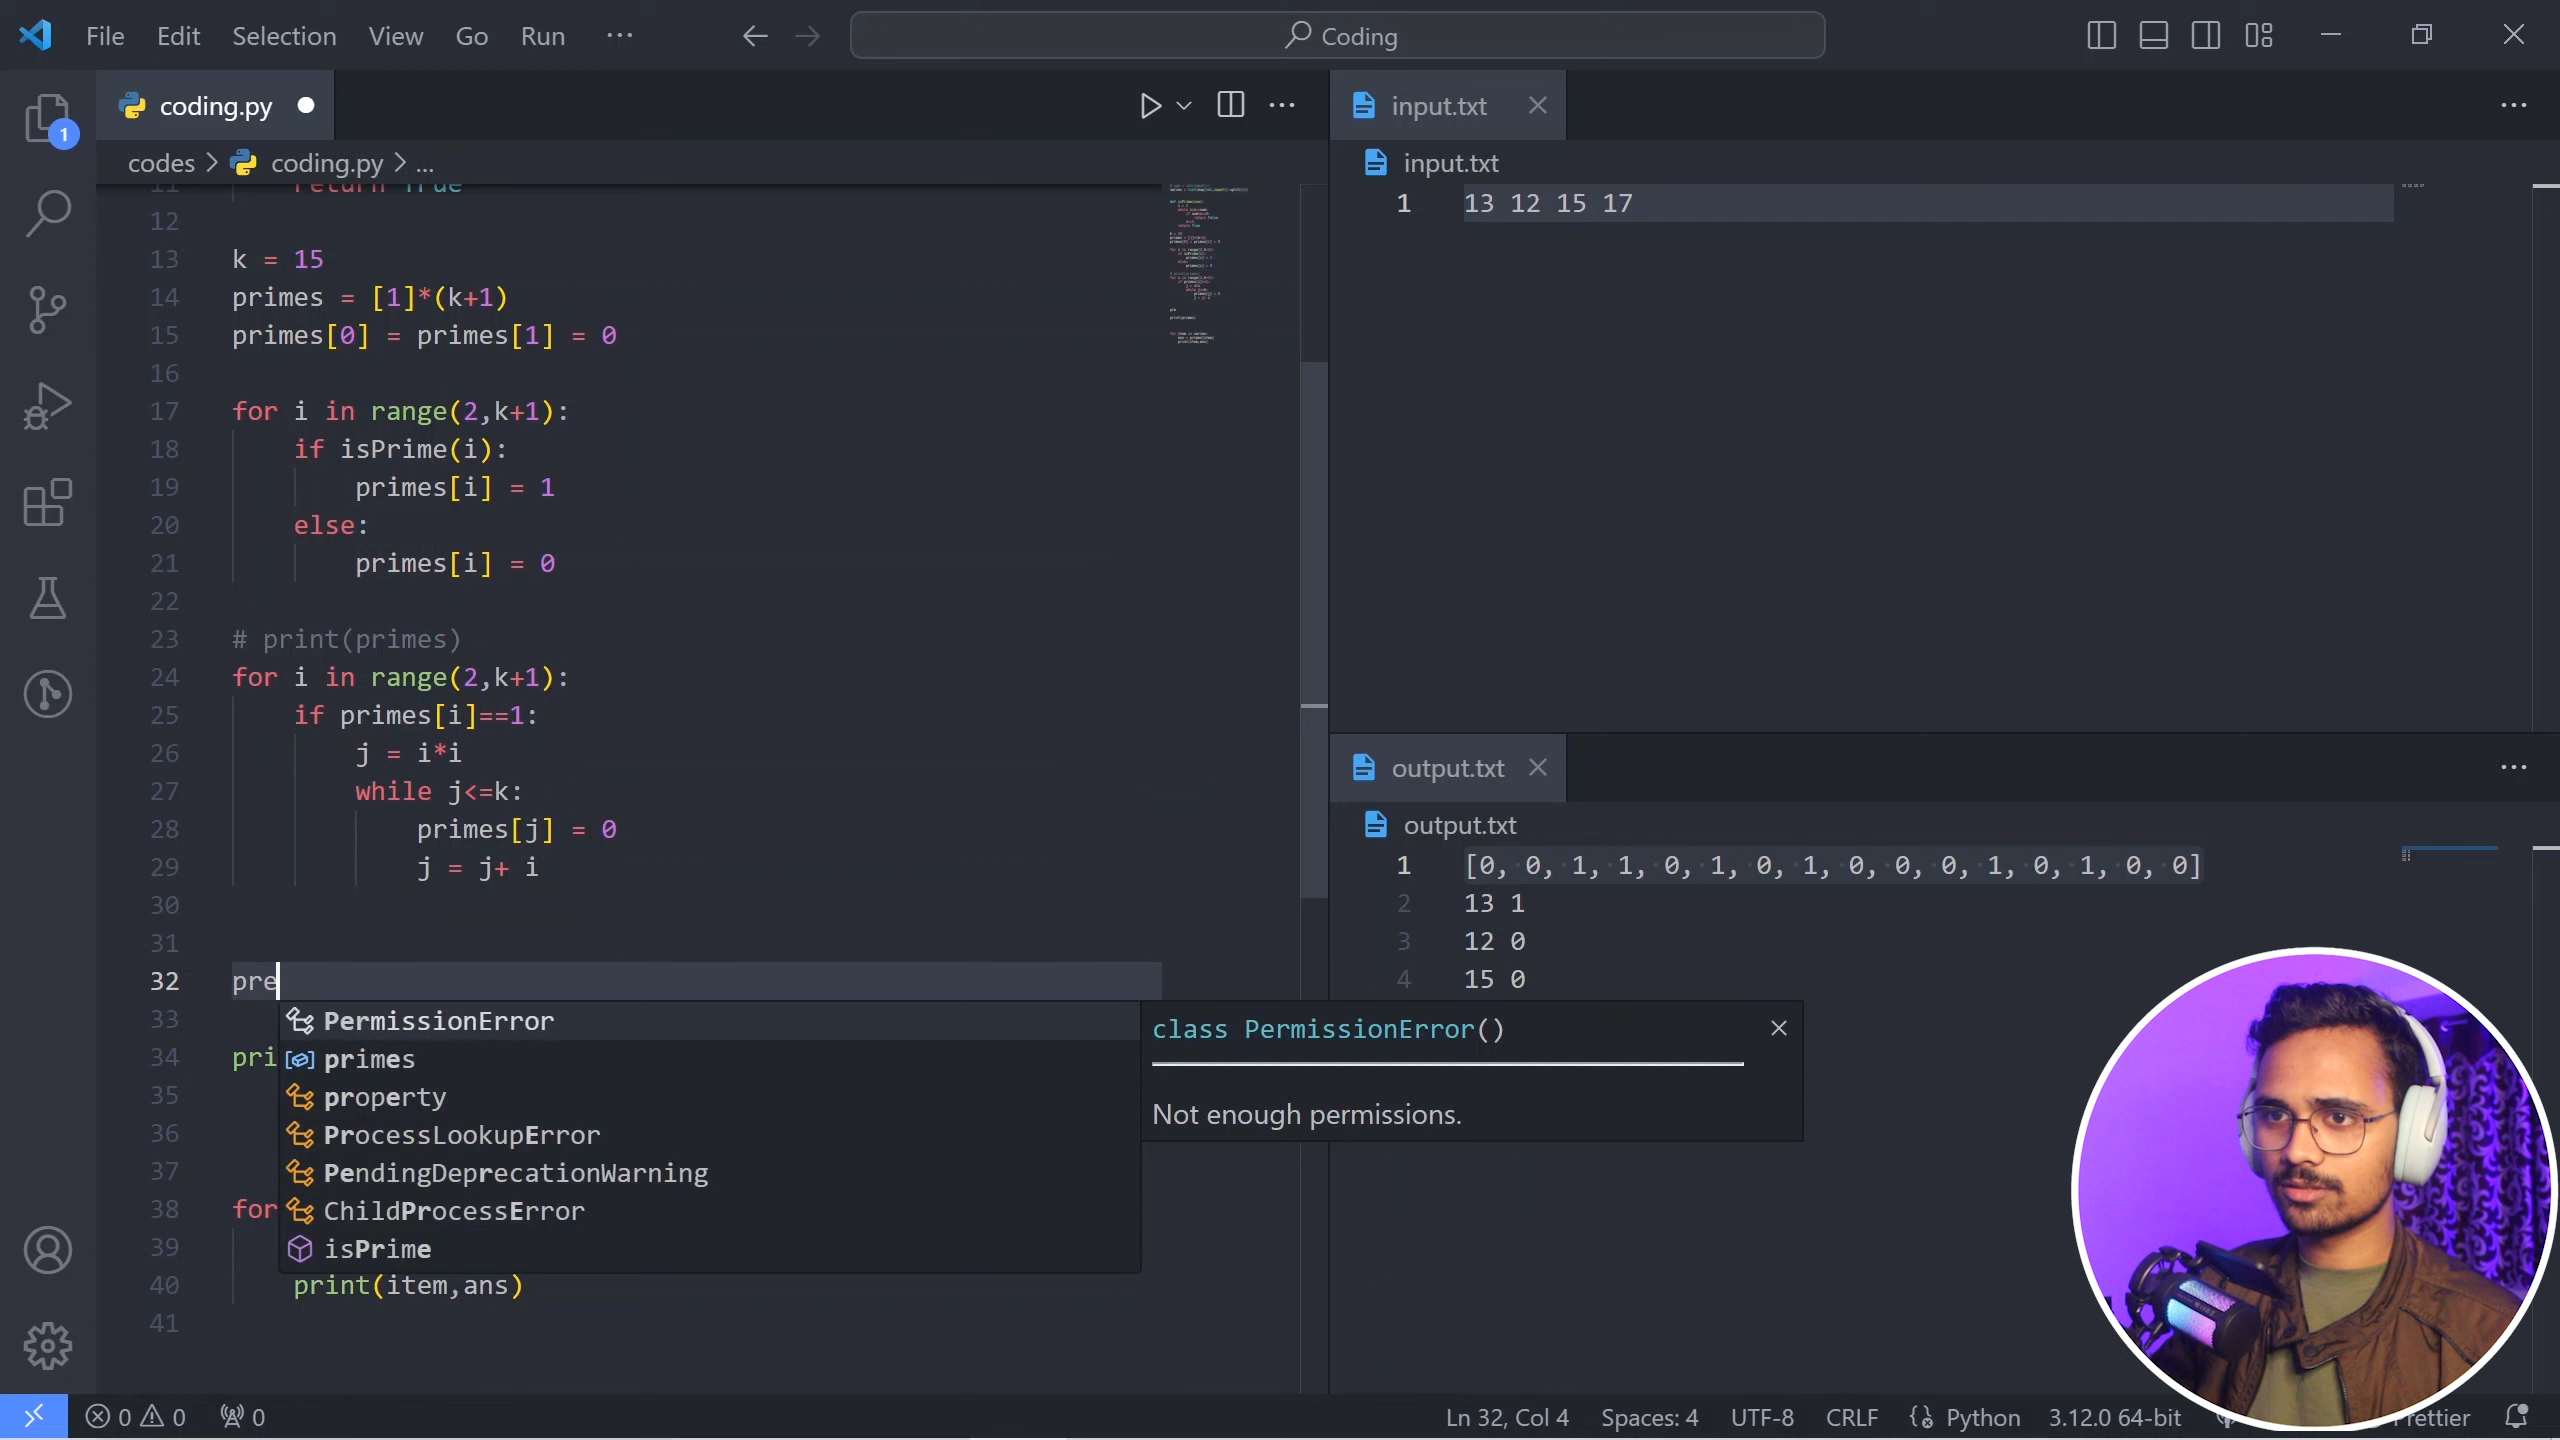 File Edit Selection View Go Run ··· Coding
coding.py
input.txt
codes > coding.py > ...
input.txt
1
11 return True
12
13 k = 15
14 primes = [1]*(k+1)
15 primes[0] = primes[1] = 0
16
17 for i in range(2,k+1):
18 if isPrime(i):
19 primes[i] = 1
20 else:
21 primes[i] = 0
22
23 # print(primes)
24 for i in range(2,k+1):
25 if primes[i]==1:
26 j = i*i
27 while j<=k:
28 primes[j] = 0
29 j = j+ i
30
31
32 pre
33
34 pri
35
36
37
38 for
39
40 print(item,ans)
41
PermissionError
primes
property
ProcessLookupError
PendingDeprecationWarning
ChildProcessError
isPrime
class PermissionError()
Not enough permissions.
1 13 12 15 17
output.txt
output.txt
1 [0, 0, 1, 1, 0, 1, 0, 1, 0, 0, 0, 1, 0, 1, 0, 0]
2 13 1
3 12 0
4 15 0
0 0 0
Ln 32, Col 4 Spaces: 4 UTF-8 CRLF Python 3.12.0 64-bit Prettier